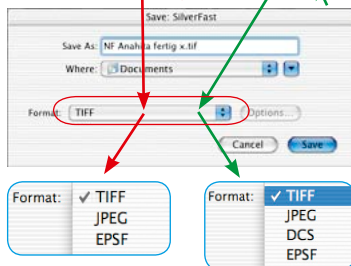 Save: SilverFast
Save As: NF Anahita fertig x.tif
Where: Documents
Format: TIFF Options...
Cancel Save
Format: ✓ TIFF
JPEG
EPSF
Format: ✓ TIFF
JPEG
DCS
EPSF